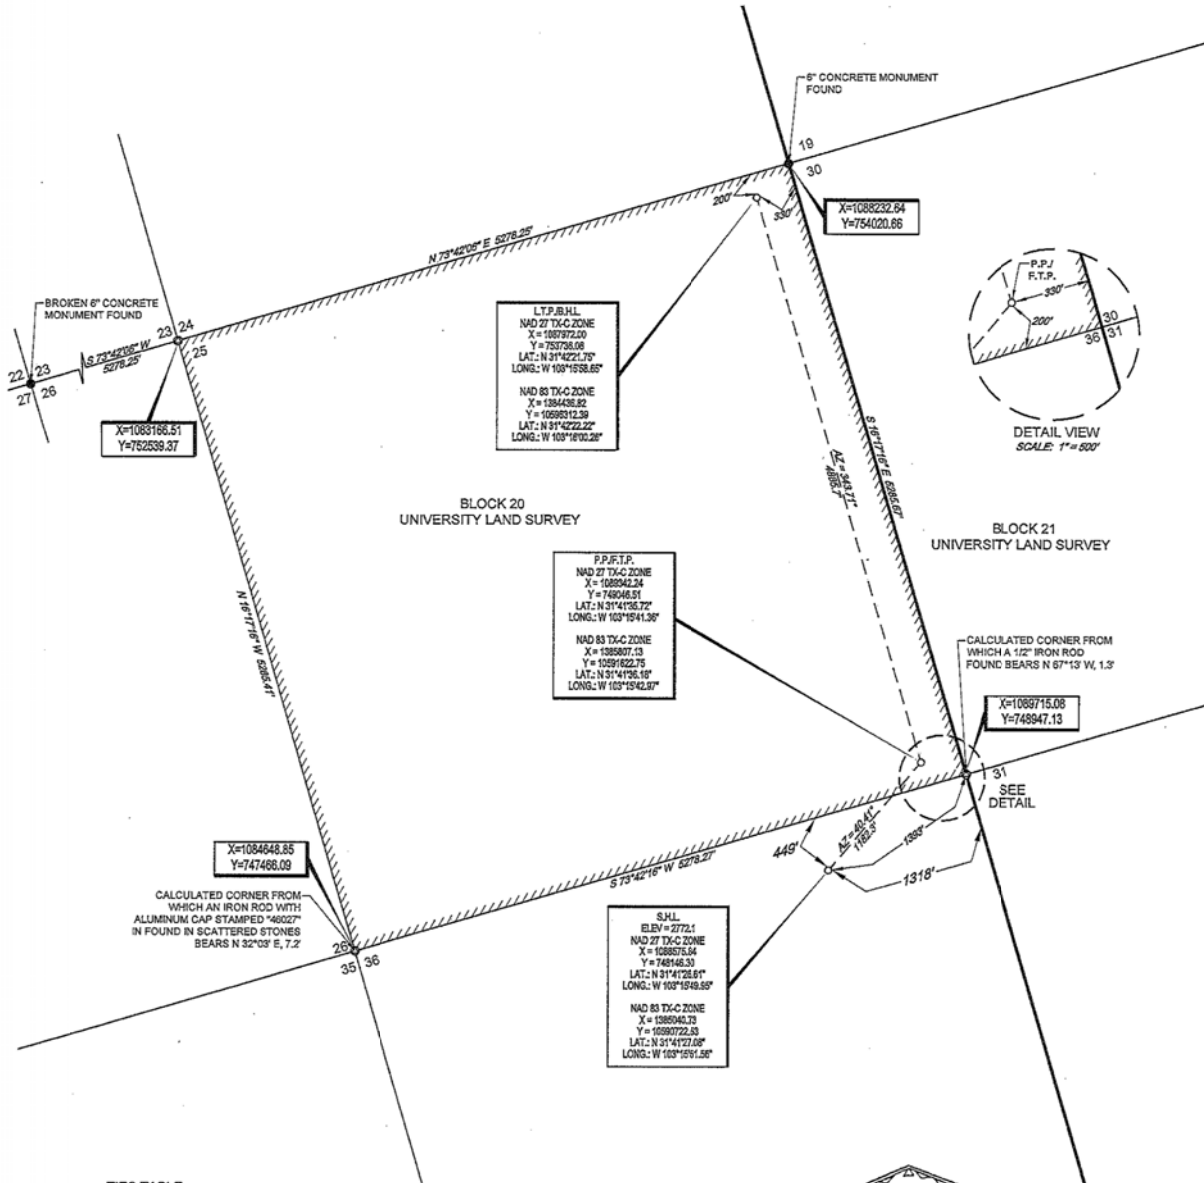 6" CONCRETE MONUMENT
FOUND
19
30
200'
330'
X=1088232.64
Y=754020.66
N 73°42'06" E 5278.25'
BROKEN 6" CONCRETE
MONUMENT FOUND
23 24
25
S 73°42'06" W
5278.25'
22 23
27 26
X=1083166.51
Y=752539.37
L.T.P./B.H.L.
NAD 27 TX-C ZONE
X = 1087972.00
Y = 753736.08
LAT.: N 31°42'21.75"
LONG.: W 103°15'58.65"
NAD 83 TX-C ZONE
X = 1384436.82
Y = 10596312.39
LAT.: N 31°42'22.22"
LONG.: W 103°16'00.26"
P.P./
F.T.P.
330'
200'
30
36 31
DETAIL VIEW
SCALE: 1" = 500'
AZ = 343.71°
S 16°17'16" E 5285.67'
BLOCK 20
UNIVERSITY LAND SURVEY
BLOCK 21
UNIVERSITY LAND SURVEY
P.P./F.T.P.
NAD 27 TX-C ZONE
X = 1089342.24
Y = 749046.51
LAT.: N 31°41'35.72"
LONG.: W 103°15'41.36"
NAD 83 TX-C ZONE
X = 1385807.13
Y = 10591622.75
LAT.: N 31°41'36.18"
LONG.: W 103°15'42.97"
N 16°17'16" W 5285.41'
CALCULATED CORNER FROM
WHICH A 1/2" IRON ROD
FOUND BEARS N 67°13' W, 1.3'
X=1089715.08
Y=748947.13
31
SEE
DETAIL
AZ = 40.41°
1182.3'
449'
1393'
1318'
S 73°42'16" W 5278.27'
X=1084648.85
Y=747466.09
CALCULATED CORNER FROM
WHICH AN IRON ROD WITH
ALUMINUM CAP STAMPED "46027"
IN FOUND IN SCATTERED STONES
BEARS N 32°03' E, 7.2'
26
35 36
S.H.L.
ELEV = 2772.1
NAD 27 TX-C ZONE
X = 1088575.84
Y = 748146.30
LAT.: N 31°41'26.61"
LONG.: W 103°15'49.95"
NAD 83 TX-C ZONE
X = 1385040.73
Y = 10590722.53
LAT.: N 31°41'27.08"
LONG.: W 103°15'51.56"